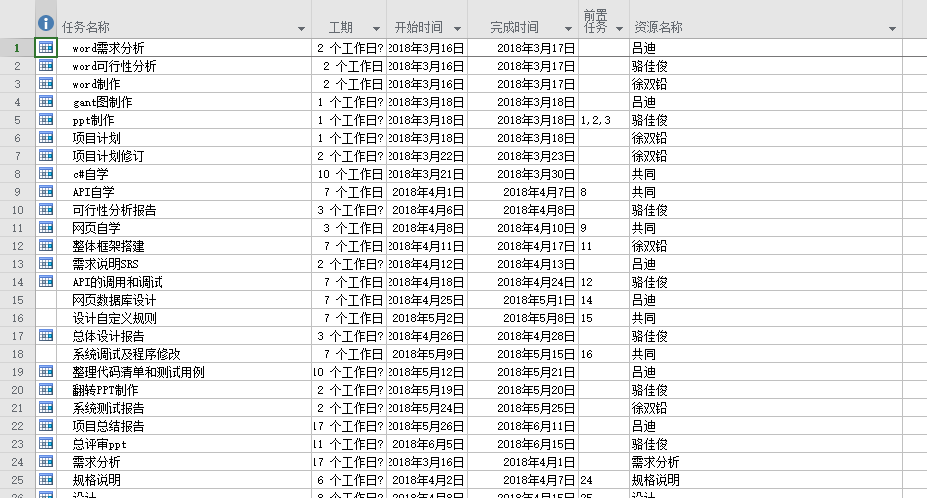 任务名称 工期 开始时间 完成时间 前置任务 资源名称
1 word需求分析 2 个工作日? 2018年3月16日 2018年3月17日 吕迪
2 word可行性分析 2 个工作日? 2018年3月16日 2018年3月17日 骆佳俊
3 word制作 2 个工作日 2018年3月16日 2018年3月17日 徐双铅
4 gant图制作 1 个工作日? 2018年3月18日 2018年3月18日 吕迪
5 ppt制作 1 个工作日? 2018年3月18日 2018年3月18日 1,2,3 骆佳俊
6 项目计划 1 个工作日? 2018年3月18日 2018年3月18日 徐双铅
7 项目计划修订 2 个工作日? 2018年3月22日 2018年3月23日 徐双铅
8 c#自学 10 个工作日 2018年3月21日 2018年3月30日 共同
9 API自学 7 个工作日 2018年4月1日 2018年4月7日 8 共同
10 可行性分析报告 3 个工作日? 2018年4月6日 2018年4月8日 骆佳俊
11 网页自学 3 个工作日 2018年4月8日 2018年4月10日 9 共同
12 整体框架搭建 7 个工作日 2018年4月11日 2018年4月17日 11 徐双铅
13 需求说明SRS 2 个工作日? 2018年4月12日 2018年4月13日 吕迪
14 API的调用和调试 7 个工作日 2018年4月18日 2018年4月24日 12 骆佳俊
15 网页数据库设计 7 个工作日 2018年4月25日 2018年5月1日 14 吕迪
16 设计自定义规则 7 个工作日 2018年5月2日 2018年5月8日 15 共同
17 总体设计报告 3 个工作日? 2018年4月26日 2018年4月28日 骆佳俊
18 系统调试及程序修改 7 个工作日 2018年5月9日 2018年5月15日 16 共同
19 整理代码清单和测试用例 10 个工作日? 2018年5月12日 2018年5月21日 吕迪
20 翻转PPT制作 2 个工作日? 2018年5月19日 2018年5月20日 骆佳俊
21 系统测试报告 2 个工作日? 2018年5月24日 2018年5月25日 徐双铅
22 项目总结报告 17 个工作日? 2018年5月26日 2018年6月11日 吕迪
23 总评审ppt 11 个工作日? 2018年6月5日 2018年6月15日 骆佳俊
24 需求分析 17 个工作日? 2018年3月16日 2018年4月1日 需求分析
25 规格说明 6 个工作日? 2018年4月2日 2018年4月7日 24 规格说明
26 设计 8 个工作日? 2018年4月8日 2018年4月15日 25 设计